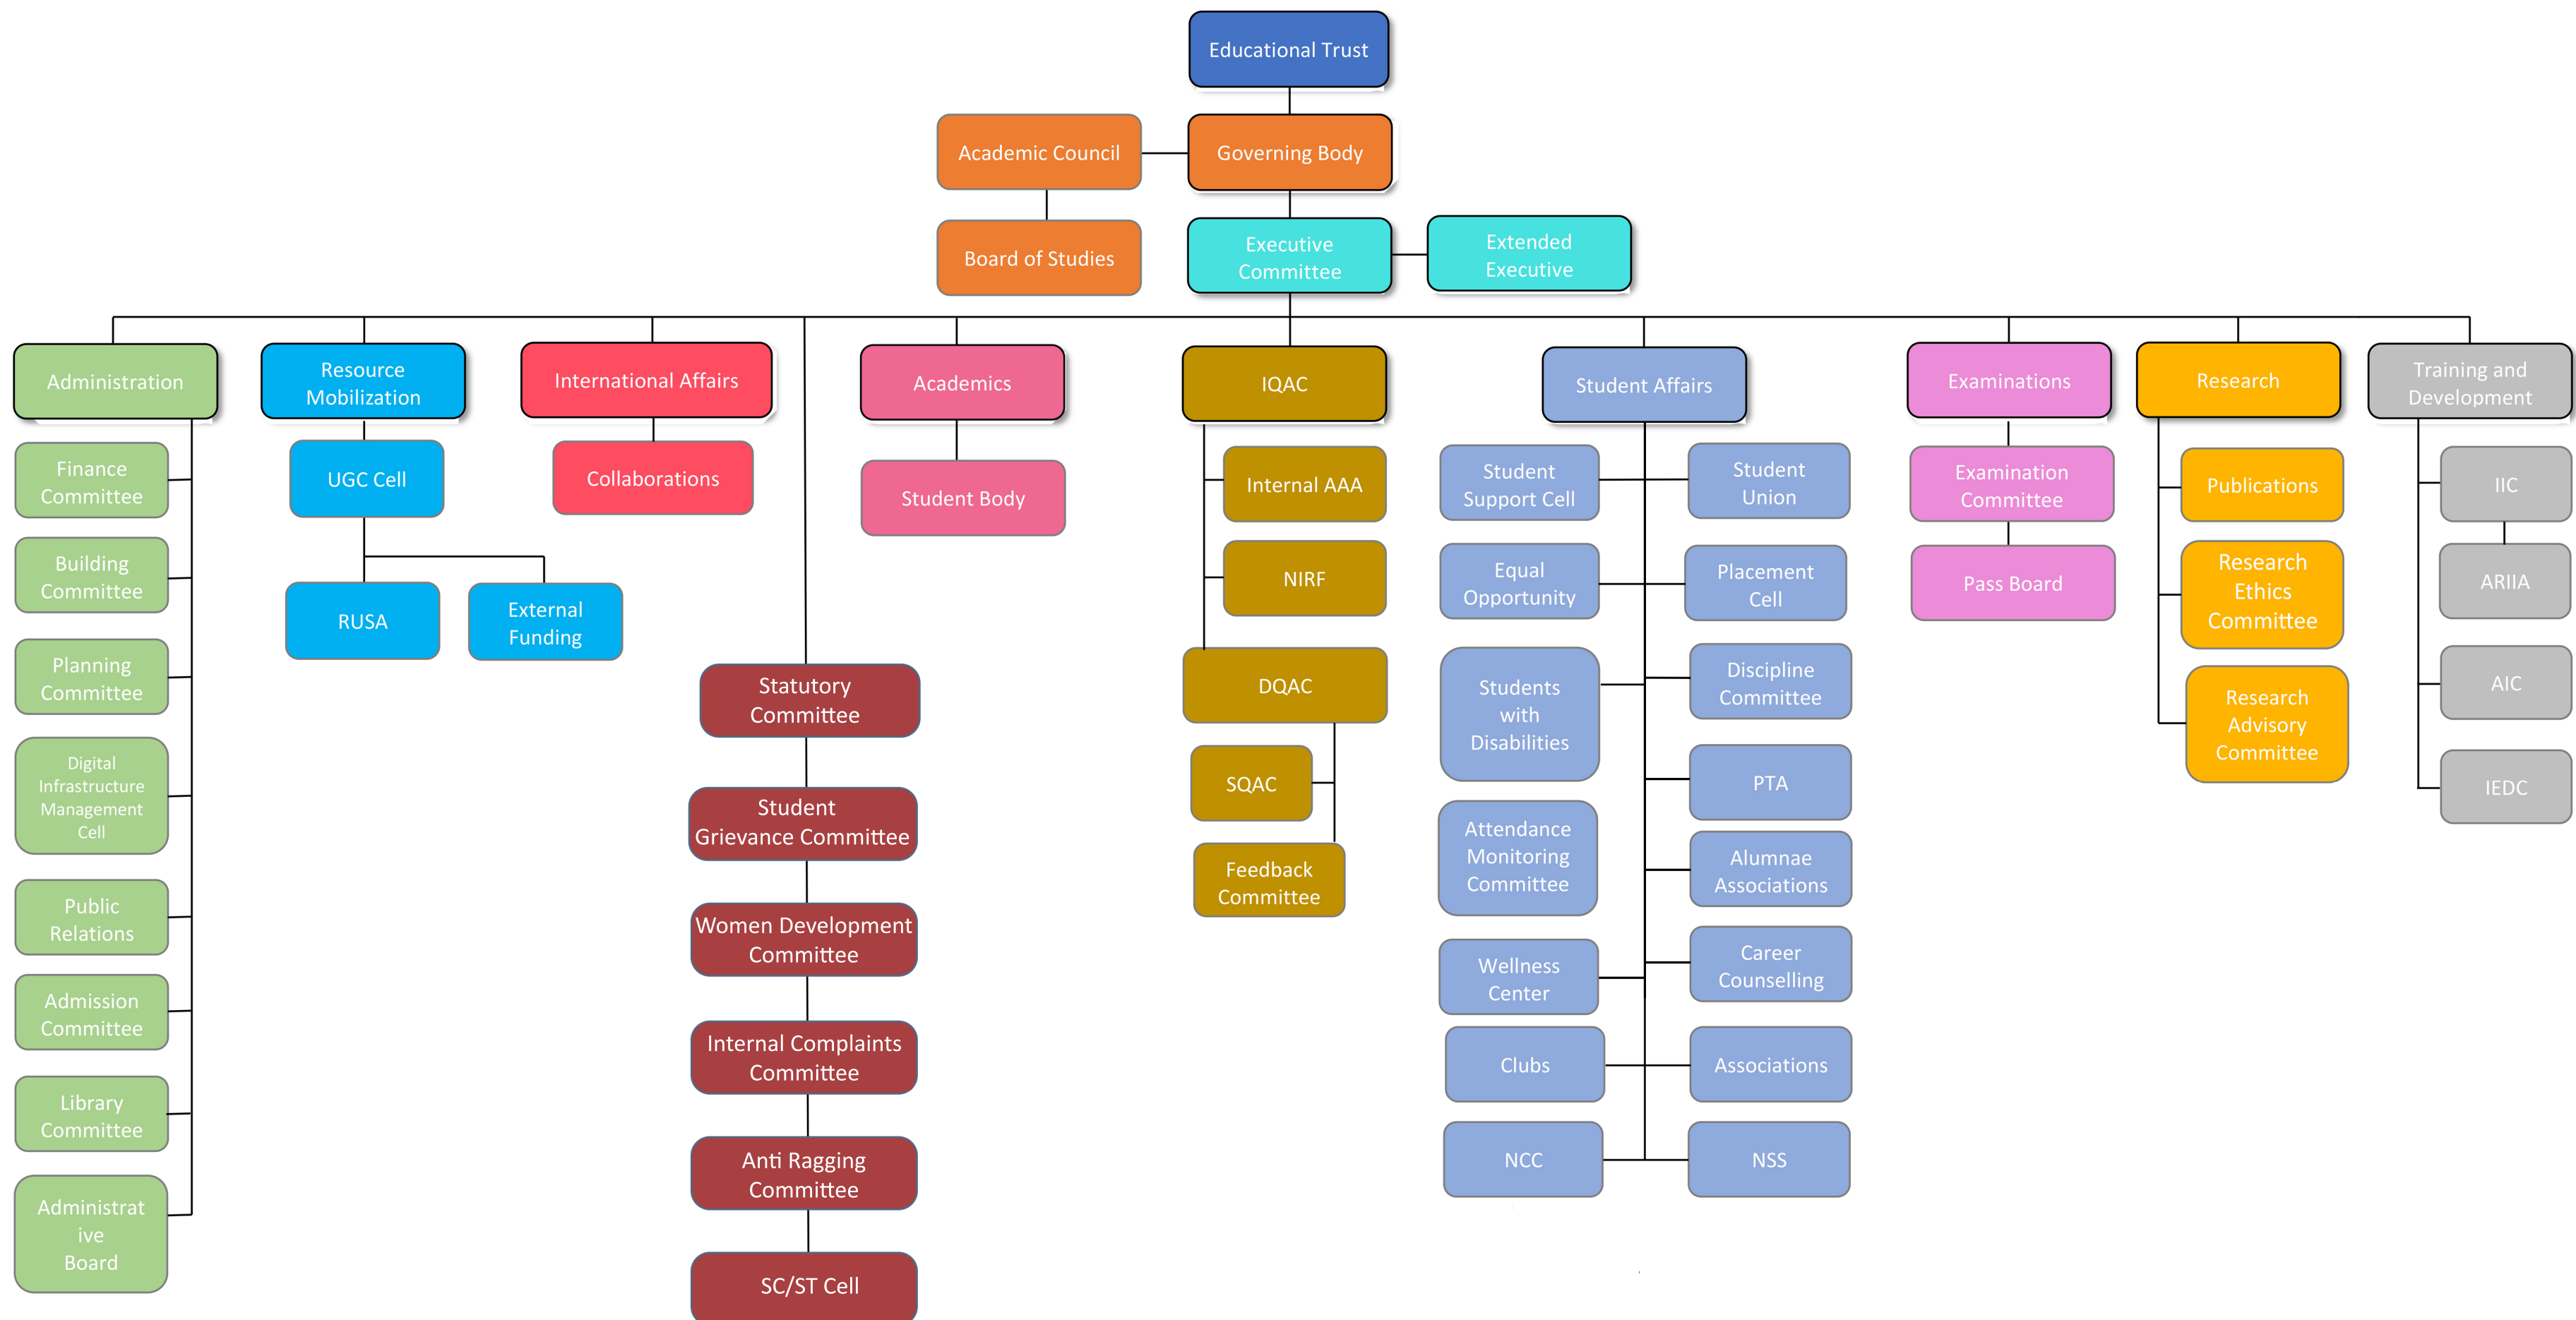 Educational Trust
Academic Council
Governing Body
Board of Studies
Executive
Committee
Extended
Executive
Administration
Resource
Mobilization
International Affairs
Academics
IQAC
Student Affairs
Examinations
Research
Training and
Development
Finance
Committee
Building
Committee
Planning
Committee
Digital
Infrastructure
Management
Cell
Public
Relations
Admission
Committee
Library
Committee
Administrat
ive
Board
UGC Cell
RUSA
External
Funding
Collaborations
Statutory
Committee
Student
Grievance Committee
Women Development
Committee
Internal Complaints
Committee
Anti Ragging
Committee
SC/ST Cell
Student Body
Internal AAA
NIRF
DQAC
SQAC
Feedback
Committee
Student
Support Cell
Student
Union
Equal
Opportunity
Placement
Cell
Students
with
Disabilities
Discipline
Committee
PTA
Attendance
Monitoring
Committee
Alumnae
Associations
Wellness
Center
Career
Counselling
Clubs
Associations
NCC
NSS
Examination
Committee
Pass Board
Publications
Research
Ethics
Committee
Research
Advisory
Committee
IIC
ARIIA
AIC
IEDC